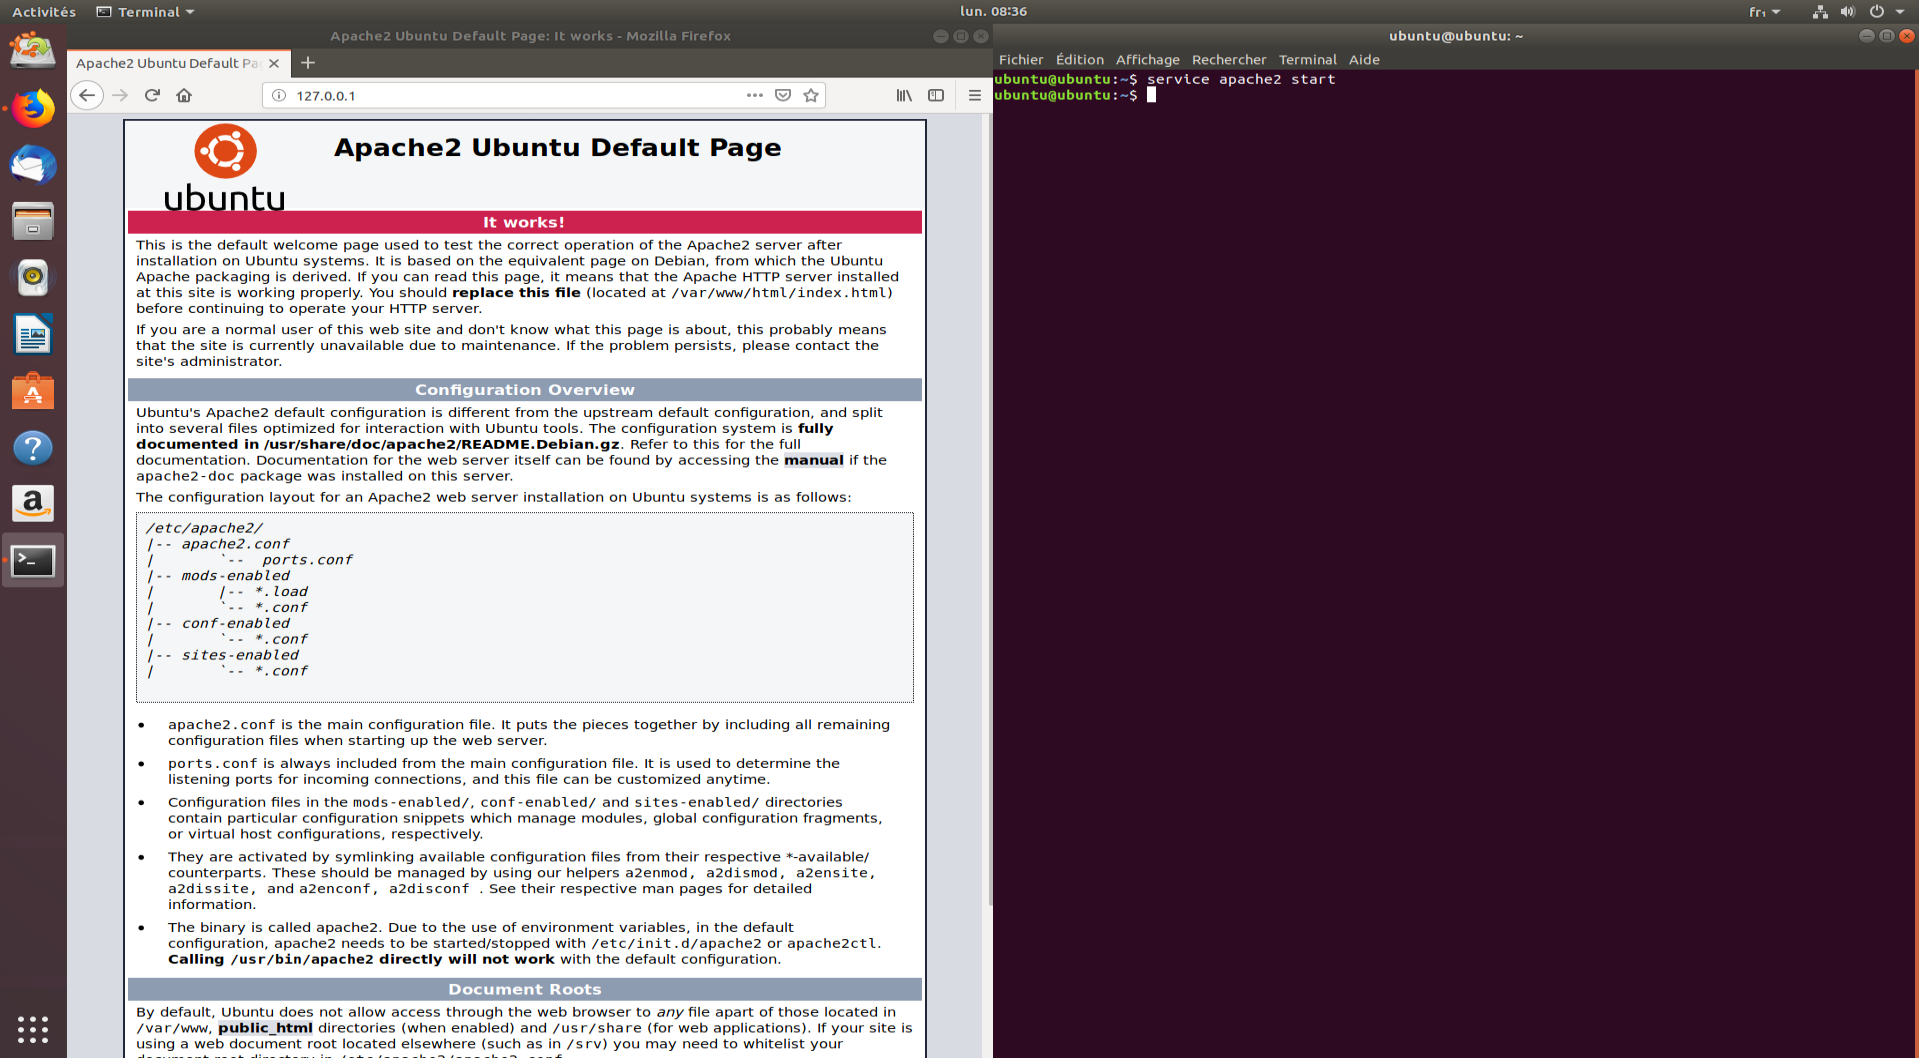 Activités
Terminal
lun. 08:36
fr₁
Apache2 Ubuntu Default Page: It works - Mozilla Firefox
Apache2 Ubuntu Default Pa
127.0.0.1
ubuntu
Apache2 Ubuntu Default Page
It works!
This is the default welcome page used to test the correct operation of the Apache2 server after
installation on Ubuntu systems. It is based on the equivalent page on Debian, from which the Ubuntu
Apache packaging is derived. If you can read this page, it means that the Apache HTTP server installed
at this site is working properly. You should replace this file (located at /var/www/html/index.html)
before continuing to operate your HTTP server.
If you are a normal user of this web site and don't know what this page is about, this probably means
that the site is currently unavailable due to maintenance. If the problem persists, please contact the
site's administrator.
Configuration Overview
Ubuntu's Apache2 default configuration is different from the upstream default configuration, and split
into several files optimized for interaction with Ubuntu tools. The configuration system is fully
documented in /usr/share/doc/apache2/README.Debian.gz. Refer to this for the full
documentation. Documentation for the web server itself can be found by accessing the manual if the
apache2-doc package was installed on this server.
The configuration layout for an Apache2 web server installation on Ubuntu systems is as follows:
/etc/apache2/
|-- apache2.conf
|       `--  ports.conf
|-- mods-enabled
|       |-- *.load
|       `-- *.conf
|-- conf-enabled
|       `-- *.conf
|-- sites-enabled
|       `-- *.conf
• apache2.conf is the main configuration file. It puts the pieces together by including all remaining
configuration files when starting up the web server.
• ports.conf is always included from the main configuration file. It is used to determine the
listening ports for incoming connections, and this file can be customized anytime.
• Configuration files in the mods-enabled/, conf-enabled/ and sites-enabled/ directories
contain particular configuration snippets which manage modules, global configuration fragments,
or virtual host configurations, respectively.
• They are activated by symlinking available configuration files from their respective *-available/
counterparts. These should be managed by using our helpers a2enmod, a2dismod, a2ensite,
a2dissite, and a2enconf, a2disconf . See their respective man pages for detailed
information.
• The binary is called apache2. Due to the use of environment variables, in the default
configuration, apache2 needs to be started/stopped with /etc/init.d/apache2 or apache2ctl.
Calling /usr/bin/apache2 directly will not work with the default configuration.
Document Roots
By default, Ubuntu does not allow access through the web browser to any file apart of those located in
/var/www, public_html directories (when enabled) and /usr/share (for web applications). If your site is
using a web document root located elsewhere (such as in /srv) you may need to whitelist your
document root directory in /etc/apache2/apache2.conf.
ubuntu@ubuntu: ~
Fichier Édition Affichage Rechercher Terminal Aide
ubuntu@ubuntu:~$ service apache2 start
ubuntu@ubuntu:~$